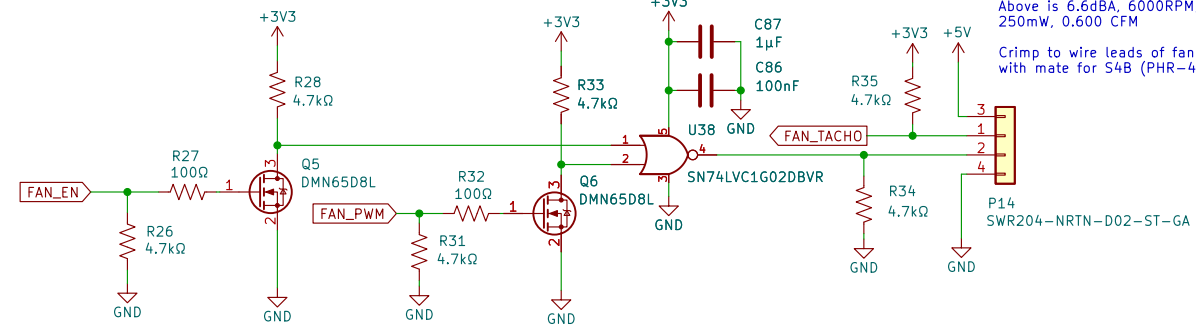 Above is 6.6dBA, 6000RPM
250mW, 0.600 CFM
Crimp to wire leads of fan
with mate for S4B (PHR-4
+3V3
R28
4.7kΩ
R27
100Ω
FAN_EN
R26
4.7kΩ
GND
1
3
2
Q5
DMN65D8L
GND
+3V3
R33
4.7kΩ
R32
100Ω
FAN_PWM
R31
4.7kΩ
GND
1
3
2
Q6
DMN65D8L
GND
+3V3
C87
1µF
C86
100nF
GND
1
2
5
3
4
U38
SN74LVC1G02DBVR
GND
+3V3
R35
4.7kΩ
FAN_TACHO
+5V
R34
4.7kΩ
GND
3
1
2
4
P14
SWR204-NRTN-D02-ST-GA
GND